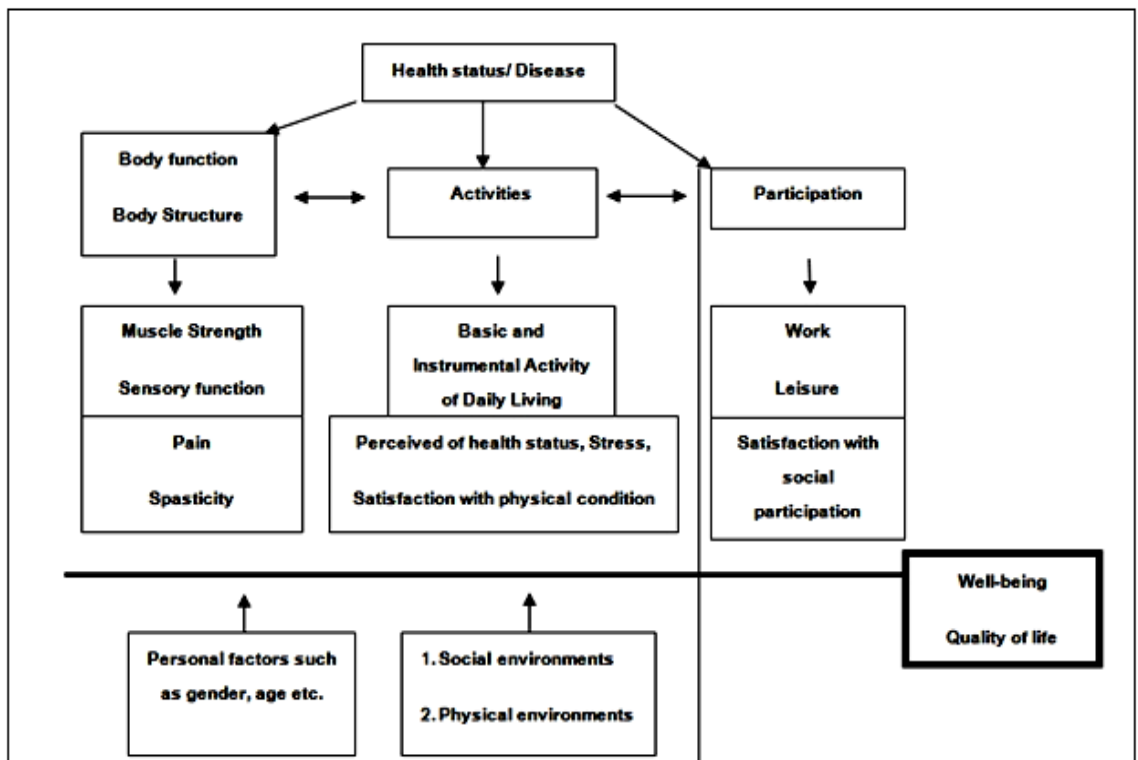 Health status/ Disease
Body function
Body Structure
Activities
Participation
Muscle Strength
Sensory function
Pain
Spasticity
Basic and
Instrumental Activity
of Daily Living
Perceived of health status, Stress,
Satisfaction with physical condition
Work
Leisure
Satisfaction with
social
participation
Well-being
Quality of life
Personal factors such
as gender, age etc.
1. Social environments
2. Physical environments